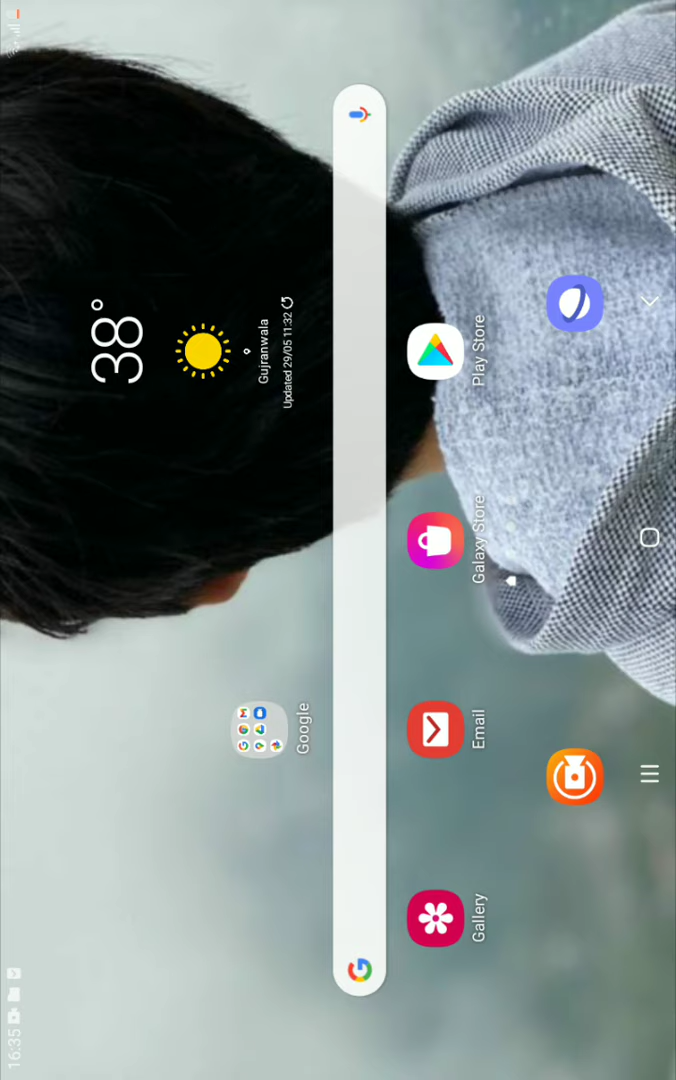 16:35
38°
Gujranwala
Updated 29/05 11:32
Google
Gallery
Email
Galaxy Store
Play Store